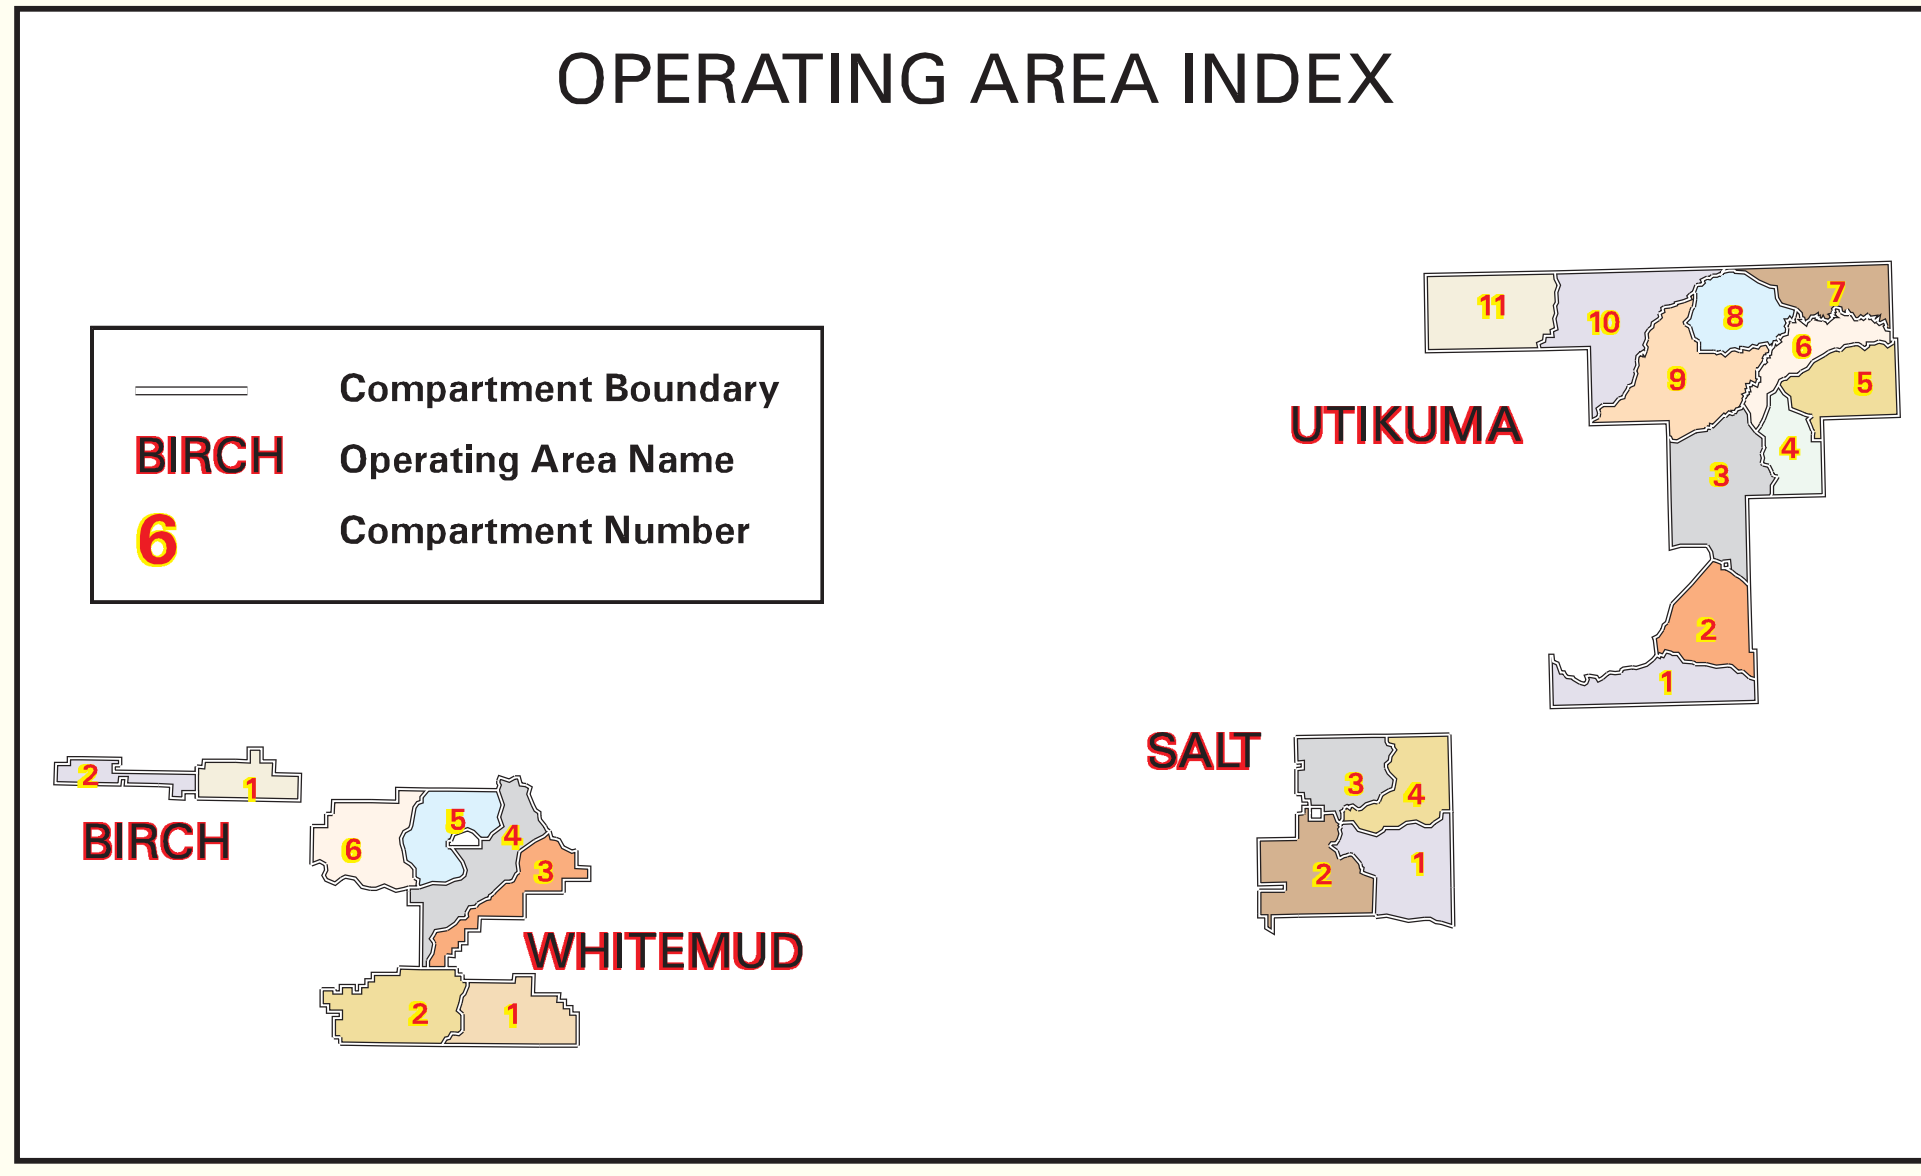 OPERATING AREA INDEX
Compartment Boundary
BIRCH Operating Area Name
6 Compartment Number
11
10
8
7
6
9
5
UTIKUMA
4
3
2
1
SALT
3
4
2
1
2
1
BIRCH
5
4
6
3
WHITEMUD
2
1